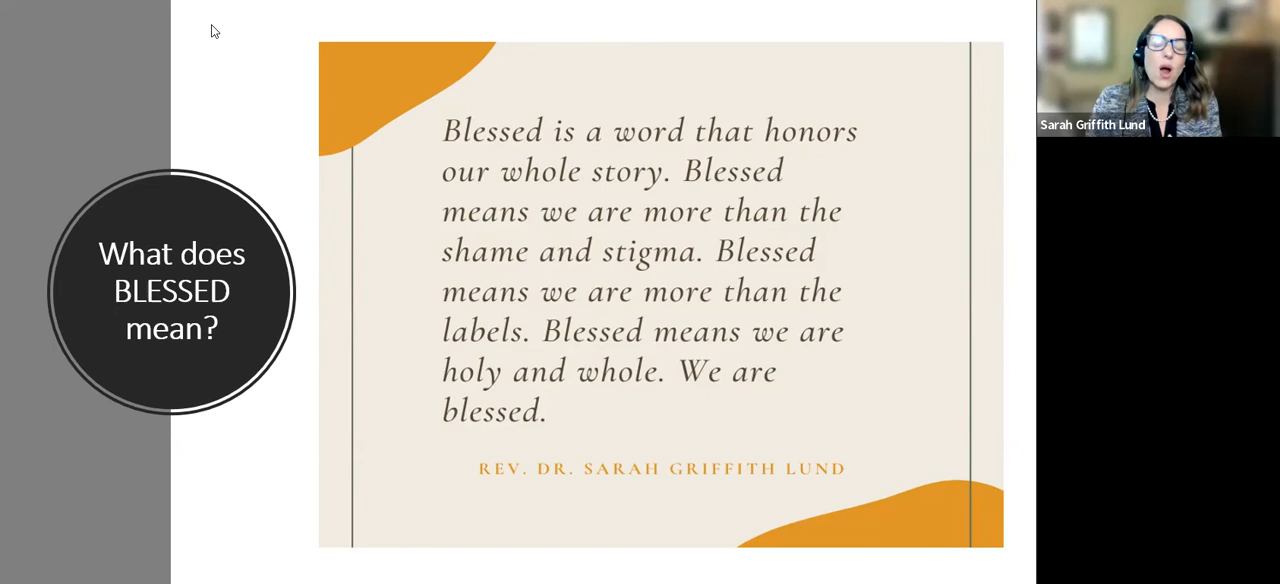 What does
BLESSED
mean?
Blessed is a word that honors
our whole story. Blessed
means we are more than the
shame and stigma. Blessed
means we are more than the
labels. Blessed means we are
holy and whole. We are
blessed.
REV. DR. SARAH GRIFFITH LUND
Sarah Griffith Lund